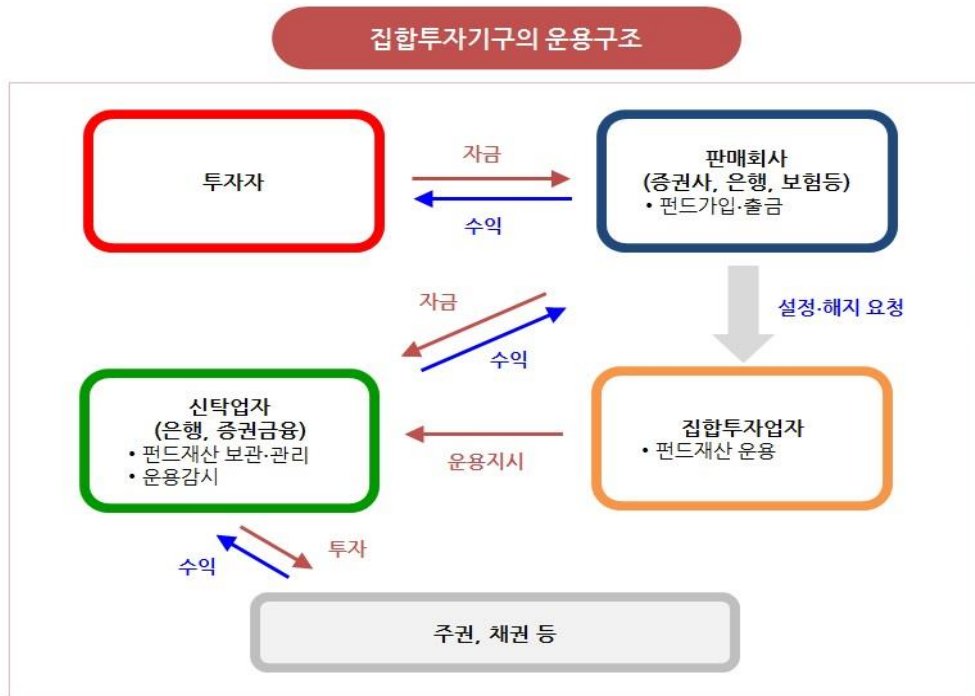 집합투자기구의 운용구조
투자자
자금
수익
판매회사
(증권사, 은행, 보험등)
• 펀드가입·출금
자금
수익
설정·해지 요청
신탁업자
(은행, 증권금융)
• 펀드재산 보관·관리
• 운용감시
운용지시
집합투자업자
• 펀드재산 운용
수익
투자
주권, 채권 등